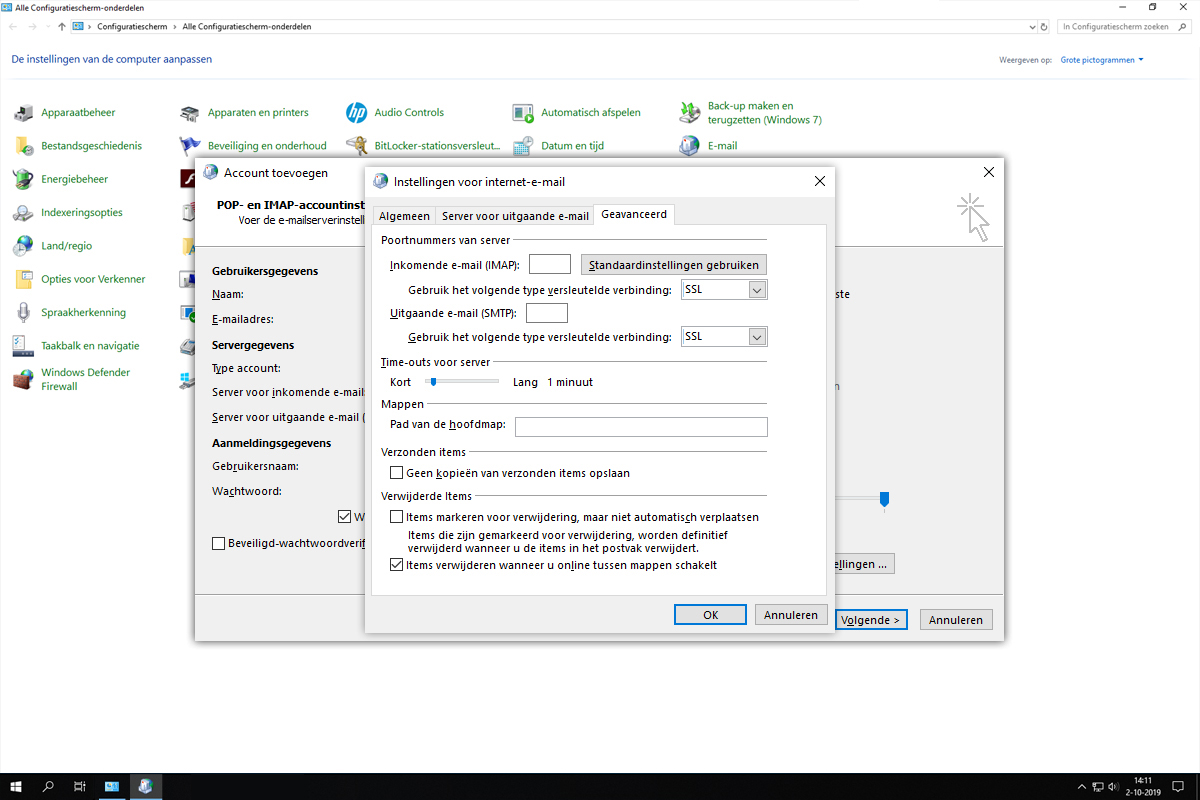 Alle Configuratiescherm-onderdelen
Configuratiescherm > Alle Configuratiescherm-onderdelen
In Configuratiescherm zoeken
De instellingen van de computer aanpassen
Weergeven op: Grote pictogrammen
Apparaatbeheer
Apparaten en printers
Audio Controls
Automatisch afspelen
Back-up maken en
terugzetten (Windows 7)
Bestandsgeschiedenis
Beveiliging en onderhoud
BitLocker-stationsversleut...
Datum en tijd
E-mail
Energiebeheer
Indexeringsopties
Land/regio
Opties voor Verkenner
Spraakherkenning
Taakbalk en navigatie
Windows Defender
Firewall
Account toevoegen
POP- en IMAP-accountinst
Voer de e-mailserverinstell
Gebruikersgegevens
Naam:
E-mailadres:
Servergegevens
Type account:
Server voor inkomende e-mail:
Server voor uitgaande e-mail (
Aanmeldingsgegevens
Gebruikersnaam:
Wachtwoord:
W
Beveiligd-wachtwoordverif
ste
n
ellingen ...
Volgende >
Annuleren
Instellingen voor internet-e-mail
Algemeen
Server voor uitgaande e-mail
Geavanceerd
Poortnummers van server
Inkomende e-mail (IMAP):
Standaardinstellingen gebruiken
Gebruik het volgende type versleutelde verbinding:
SSL
Uitgaande e-mail (SMTP):
Gebruik het volgende type versleutelde verbinding:
SSL
Time-outs voor server
Kort
Lang
1 minuut
Mappen
Pad van de hoofdmap:
Verzonden items
Geen kopieën van verzonden items opslaan
Verwijderde Items
Items markeren voor verwijdering, maar niet automatisch verplaatsen
Items die zijn gemarkeerd voor verwijdering, worden definitief
verwijderd wanneer u de items in het postvak verwijdert.
Items verwijderen wanneer u online tussen mappen schakelt
OK
Annuleren
14:11
2-10-2019